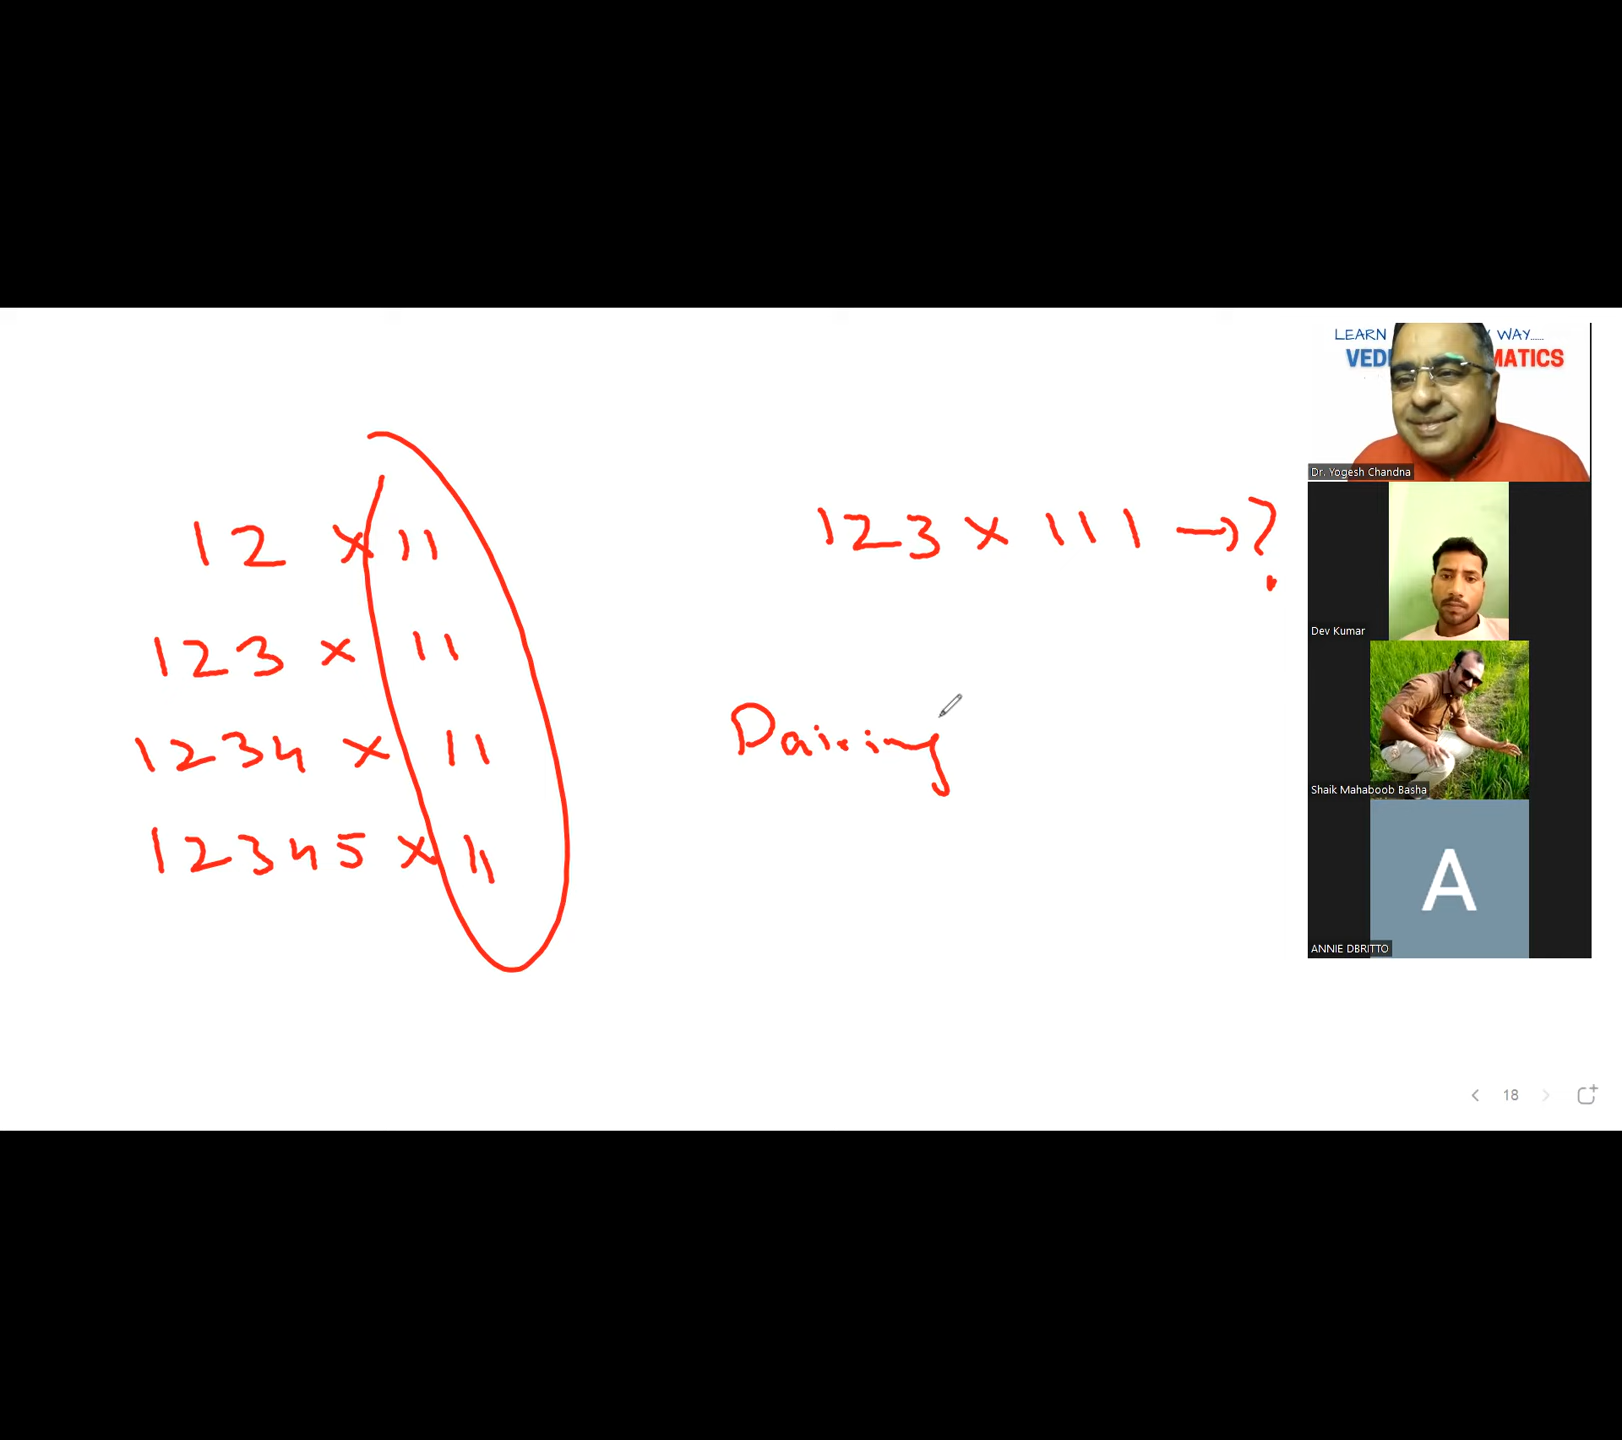 12 × 11
123 × 11
1234 × 11
12345 × 11
123 × 111 → ?
Pairing
LEARN WAY.....
VEDI MATICS
Dr. Yogesh Chandna
Dev Kumar
Shaik Mahaboob Basha
A
ANNIE DBRITTO
18